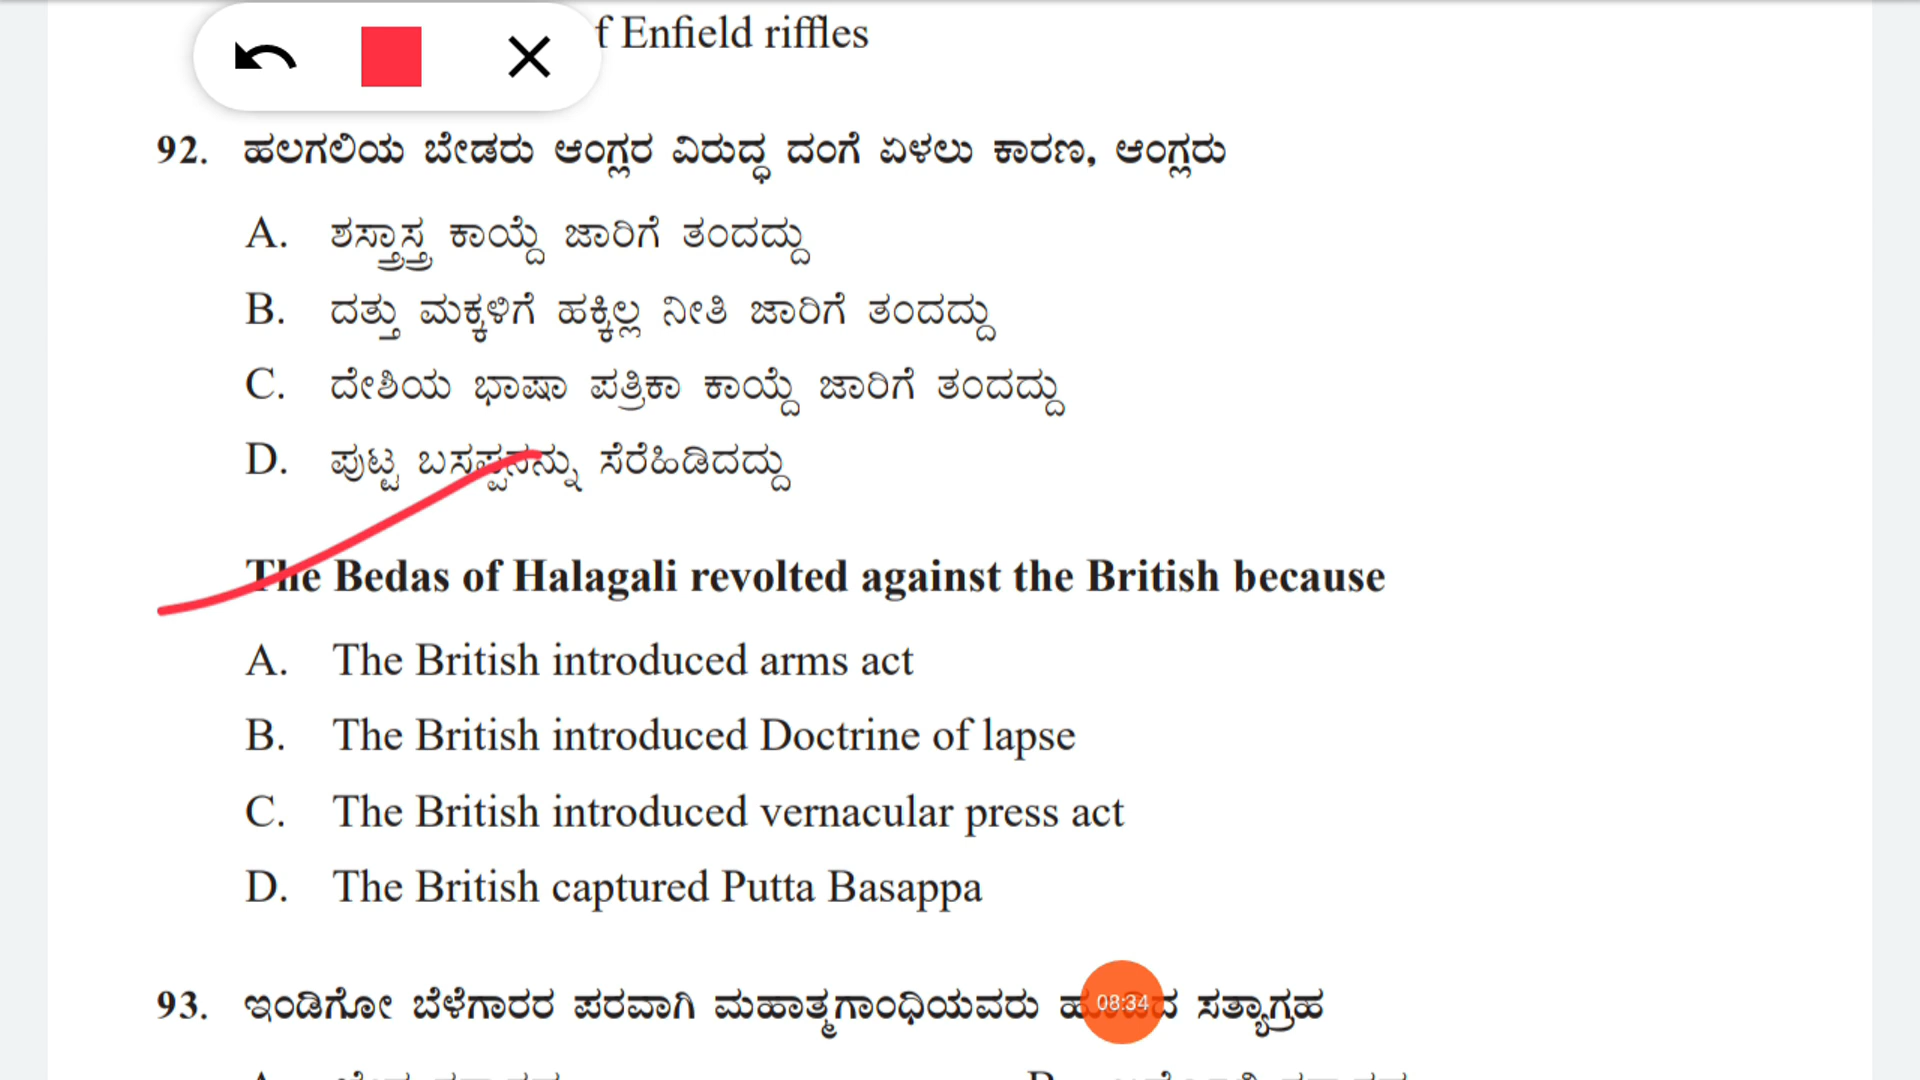 f Enfield riffles
92. ಹಲಗಲಿಯ ಬೇಡರು ಆಂಗ್ಲರ ವಿರುದ್ಧ ದಂಗೆ ಏಳಲು ಕಾರಣ, ಆಂಗ್ಲರು
A. ಶಸ್ತ್ರಾಸ್ತ್ರ ಕಾಯ್ದೆ ಜಾರಿಗೆ ತಂದದ್ದು
B. ದತ್ತು ಮಕ್ಕಳಿಗೆ ಹಕ್ಕಿಲ್ಲ ನೀತಿ ಜಾರಿಗೆ ತಂದದ್ದು
C. ದೇಶಿಯ ಭಾಷಾ ಪತ್ರಿಕಾ ಕಾಯ್ದೆ ಜಾರಿಗೆ ತಂದದ್ದು
D. ಪುಟ್ಟ ಬಸಪ್ಪನನ್ನು ಸೆರೆಹಿಡಿದದ್ದು
The Bedas of Halagali revolted against the British because
A. The British introduced arms act
B. The British introduced Doctrine of lapse
C. The British introduced vernacular press act
D. The British captured Putta Basappa
93. ಇಂಡಿಗೋ ಬೆಳೆಗಾರರ ಪರವಾಗಿ ಮಹಾತ್ಮಗಾಂಧಿಯವರು ಸತ್ಯಾಗ್ರಹ
08:34